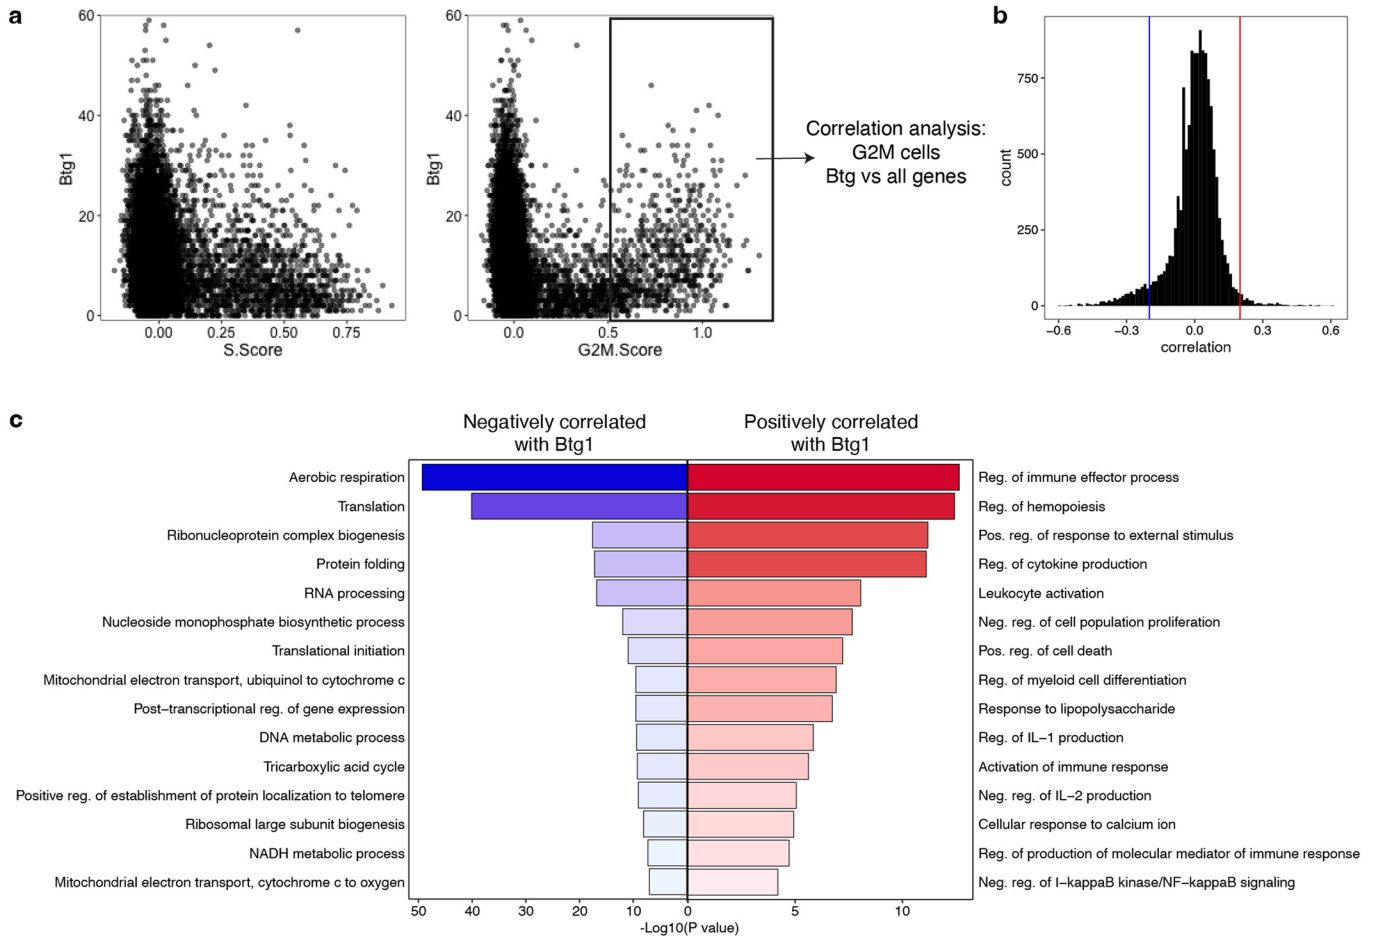 a
60
40
20
0
Btg1
0.00
0.25
0.50
0.75
S.Score
60
40
20
0
Btg1
0.0
0.5
1.0
G2M.Score
Correlation analysis:
G2M cells
Btg vs all genes
b
750
500
250
0
count
−0.6
−0.3
0.0
0.3
0.6
correlation
c
Negatively correlated
with Btg1
Positively correlated
with Btg1
Aerobic respiration
Reg. of immune effector process
Translation
Reg. of hemopoiesis
Ribonucleoprotein complex biogenesis
Pos. reg. of response to external stimulus
Protein folding
Reg. of cytokine production
RNA processing
Leukocyte activation
Nucleoside monophosphate biosynthetic process
Neg. reg. of cell population proliferation
Translational initiation
Pos. reg. of cell death
Mitochondrial electron transport, ubiquinol to cytochrome c
Reg. of myeloid cell differentiation
Post−transcriptional reg. of gene expression
Response to lipopolysaccharide
DNA metabolic process
Reg. of IL−1 production
Tricarboxylic acid cycle
Activation of immune response
Positive reg. of establishment of protein localization to telomere
Neg. reg. of IL−2 production
Ribosomal large subunit biogenesis
Cellular response to calcium ion
NADH metabolic process
Reg. of production of molecular mediator of immune response
Mitochondrial electron transport, cytochrome c to oxygen
Neg. reg. of I−kappaB kinase/NF−kappaB signaling
50
40
30
20
10
0
5
10
-Log10(P value)